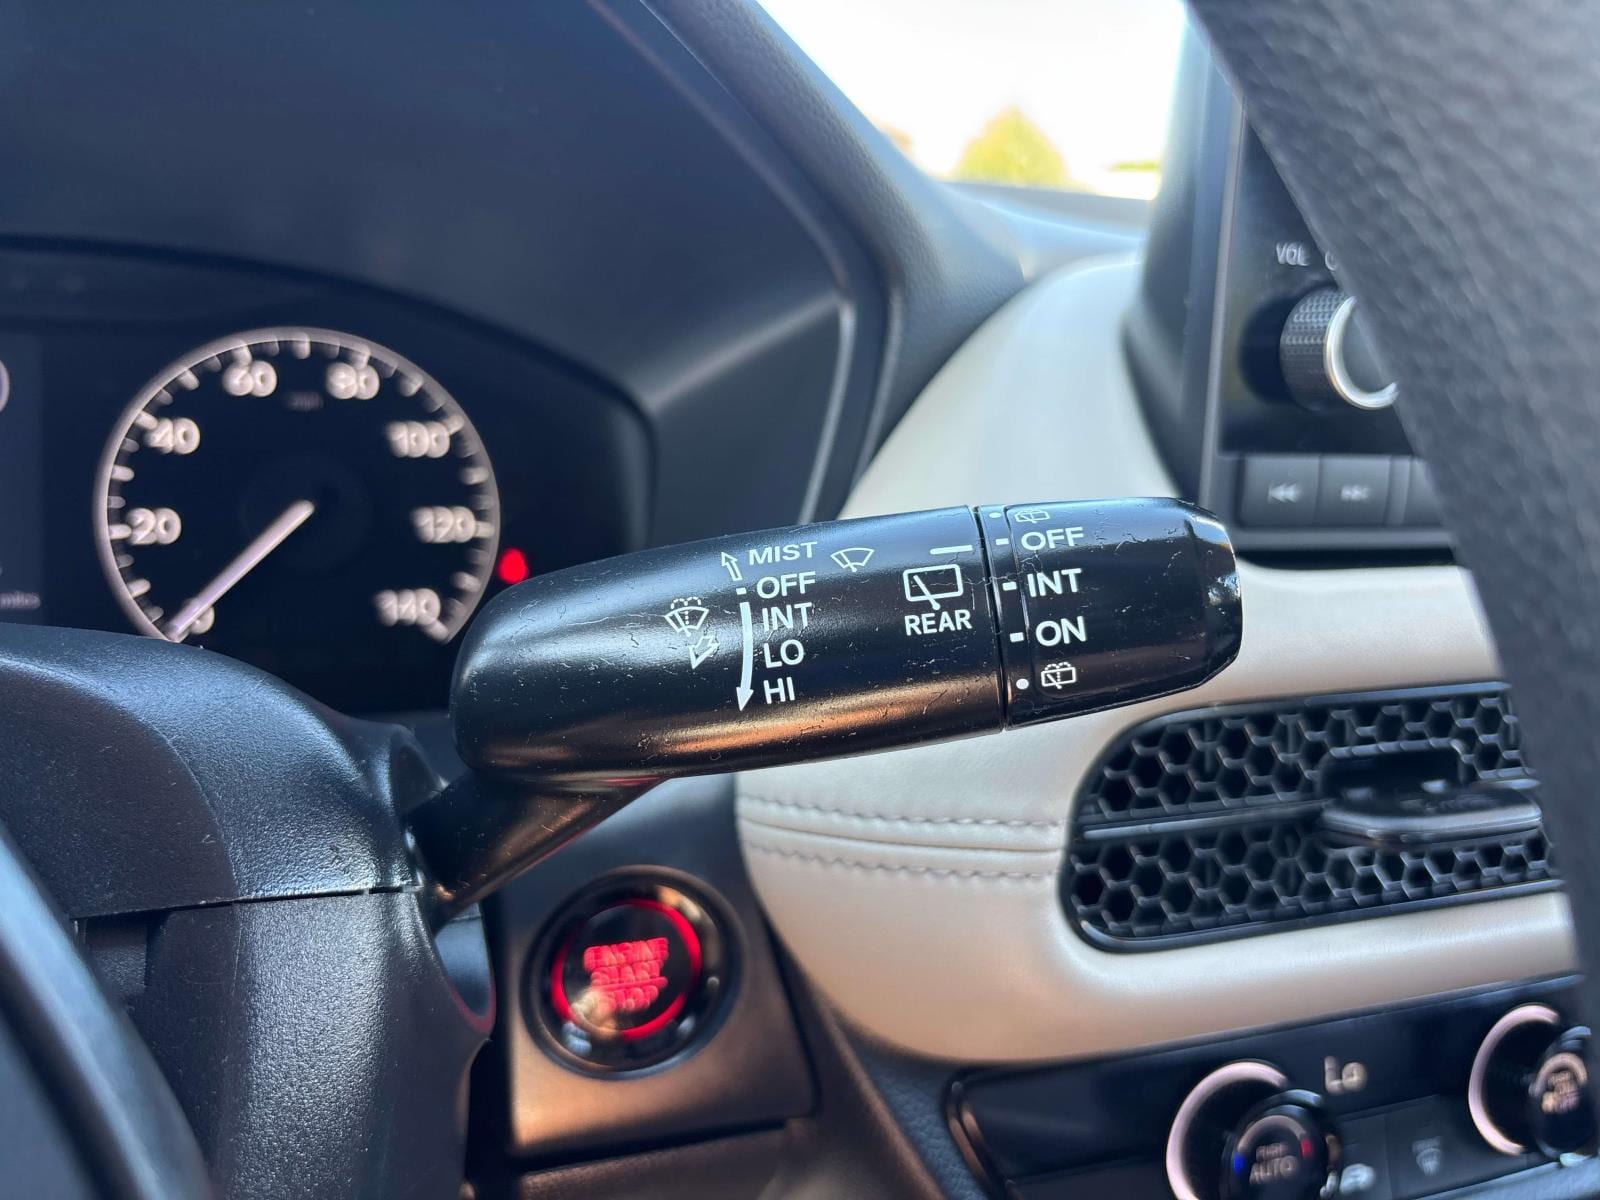 VOL
60
80
40
100
20
120
140
MIST
OFF
INT
LO
HI
REAR
OFF
INT
ON
ENGINE
START
STOP
Lo
AUTO